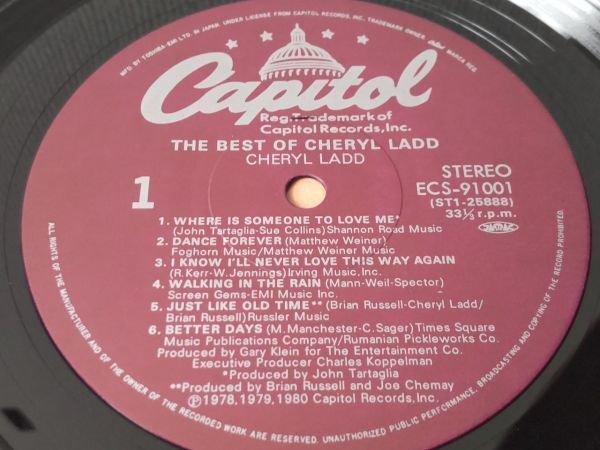 MFD. BY TOSHIBA-EMI LTD. IN JAPAN, UNDER LICENSE FROM CAPITOL RECORDS, INC. TRADEMARK OWNER. MARCA REG.
Capitol
Reg. Trademark of
Capitol Records, Inc.
THE BEST OF CHERYL LADD
CHERYL LADD
1
STEREO
ECS-91001
(ST1-25888)
33⅓ r.p.m.
1. WHERE IS SOMEONE TO LOVE ME*
(John Tartaglia-Sue Collins)Shannon Road Music
2. DANCE FOREVER (Matthew Weiner)
Foghorn Music/Matthew Weiner Music
3. I KNOW I'LL NEVER LOVE THIS WAY AGAIN
(R.Kerr-W.Jennings)Irving Music, Inc.
4. WALKING IN THE RAIN (Mann-Weil-Spector)
Screen Gems-EMI Music Inc.
5. JUST LIKE OLD TIME** (Brian Russell-Cheryl Ladd/
Brian Russell)Russler Music
6. BETTER DAYS (M.Manchester-C.Sager)Times Square
Music Publications Company/Rumanian Pickleworks Co.
Produced by Gary Klein for The Entertainment Co.
Executive Producer Charles Koppelman
*Produced by John Tartaglia
**Produced by Brian Russell and Joe Chemay
Ⓟ1978,1979,1980 Capitol Records, Inc.
ALL RIGHTS OF THE MANUFACTURER AND OF THE OWNER OF THE RECORDED WORK ARE RESERVED. UNAUTHORIZED PUBLIC PERFORMANCE, BROADCASTING AND COPYING OF THE RECORD PROHIBITED.